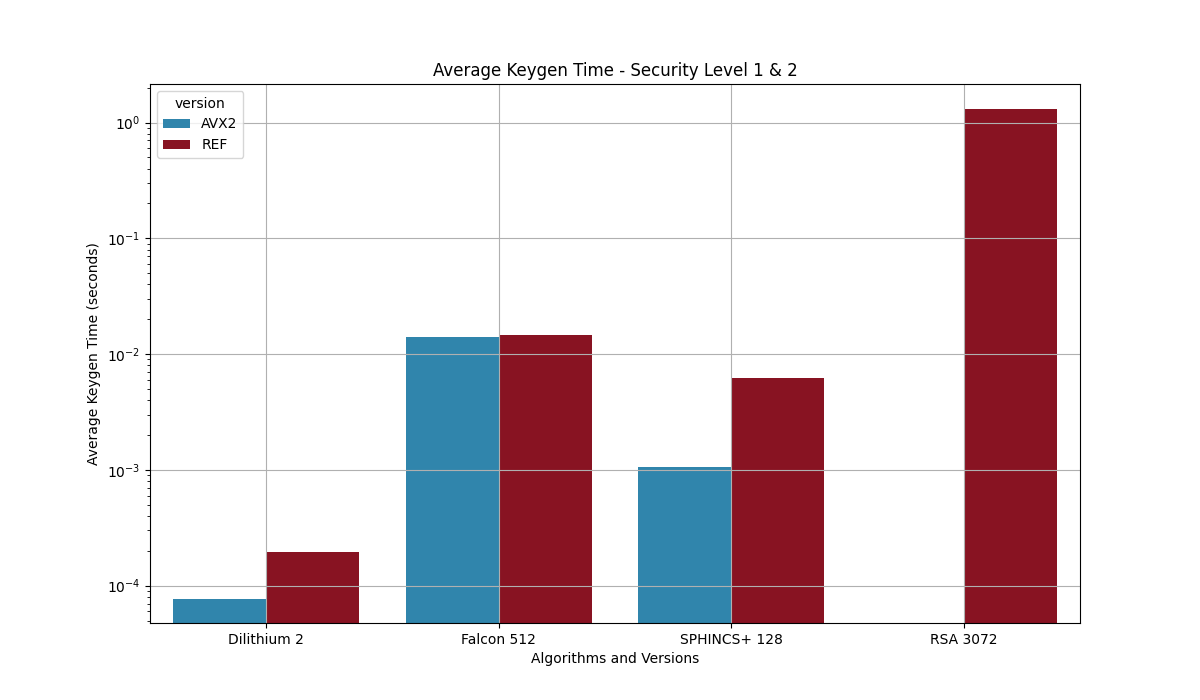 Average Keygen Time - Security Level 1 & 2
version
AVX2
REF
10⁰
10⁻¹
10⁻²
10⁻³
10⁻⁴
Average Keygen Time (seconds)
Dilithium 2
Falcon 512
SPHINCS+ 128
RSA 3072
Algorithms and Versions